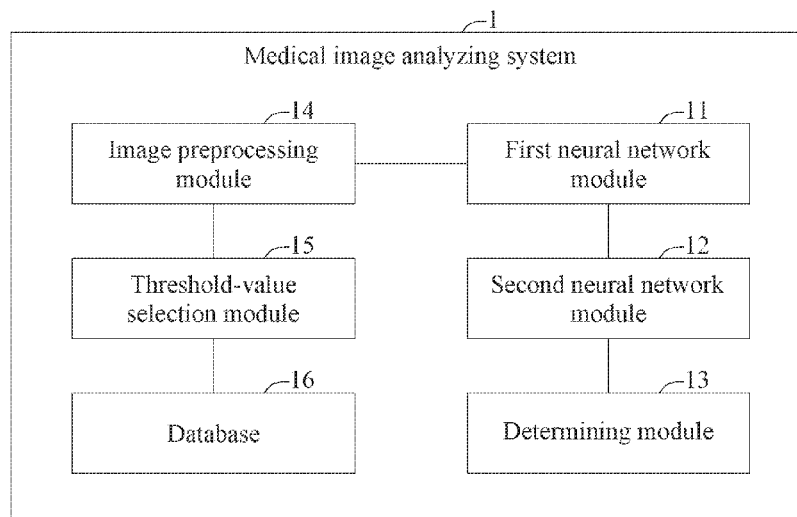 1
Medical image analyzing system
14
Image preprocessing
module
11
First neural network
module
15
Threshold-value
selection module
12
Second neural network
module
16
Database
13
Determining module